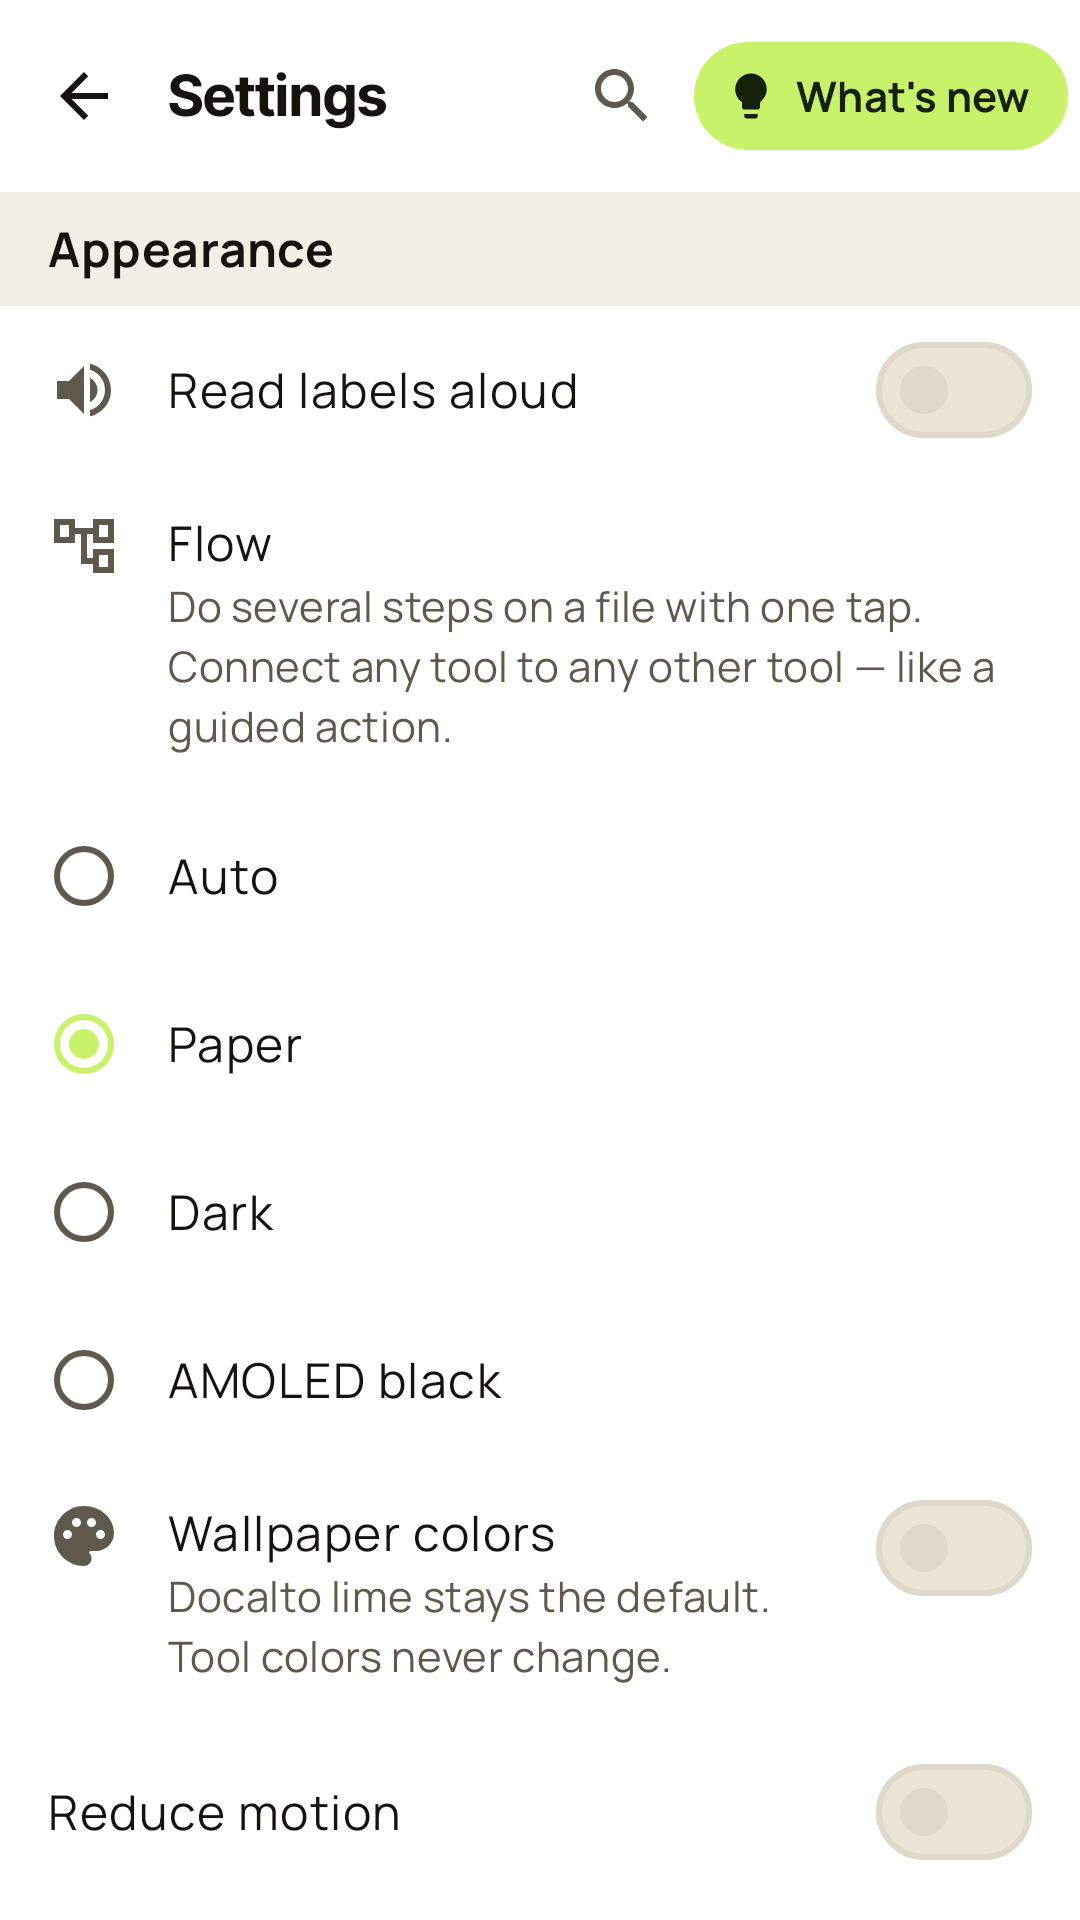 Settings
What's new
Appearance
Read labels aloud
Flow
Do several steps on a file with one tap.
Connect any tool to any other tool — like a
guided action.
Auto
Paper
Dark
AMOLED black
Wallpaper colors
Docalto lime stays the default.
Tool colors never change.
Reduce motion